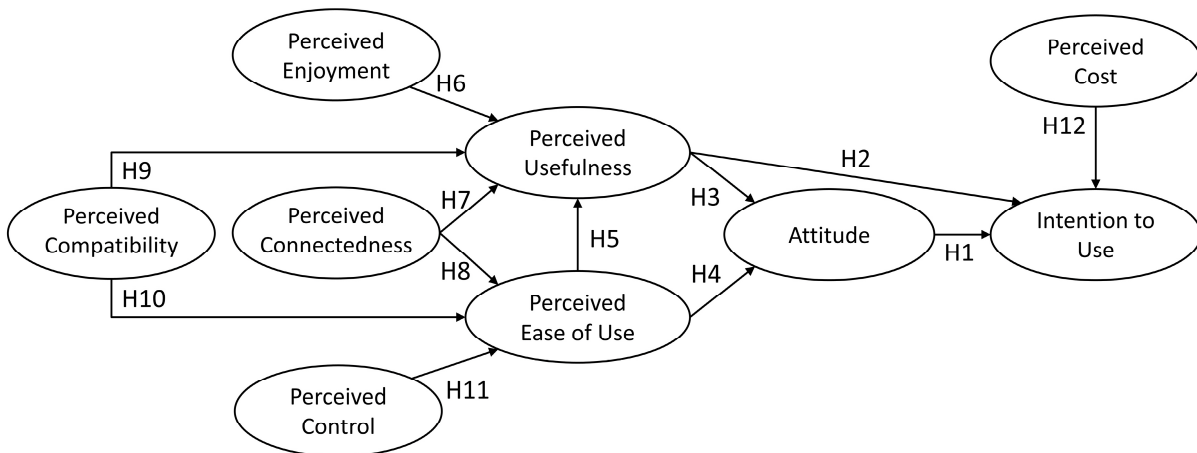 Perceived
Enjoyment
Perceived
Cost
H6
H12
Perceived
Usefulness
H2
H9
H3
H7
Perceived
Compatibility
Perceived
Connectedness
H5
Attitude
H1
Intention to
Use
H8
H4
H10
Perceived
Ease of Use
H11
Perceived
Control